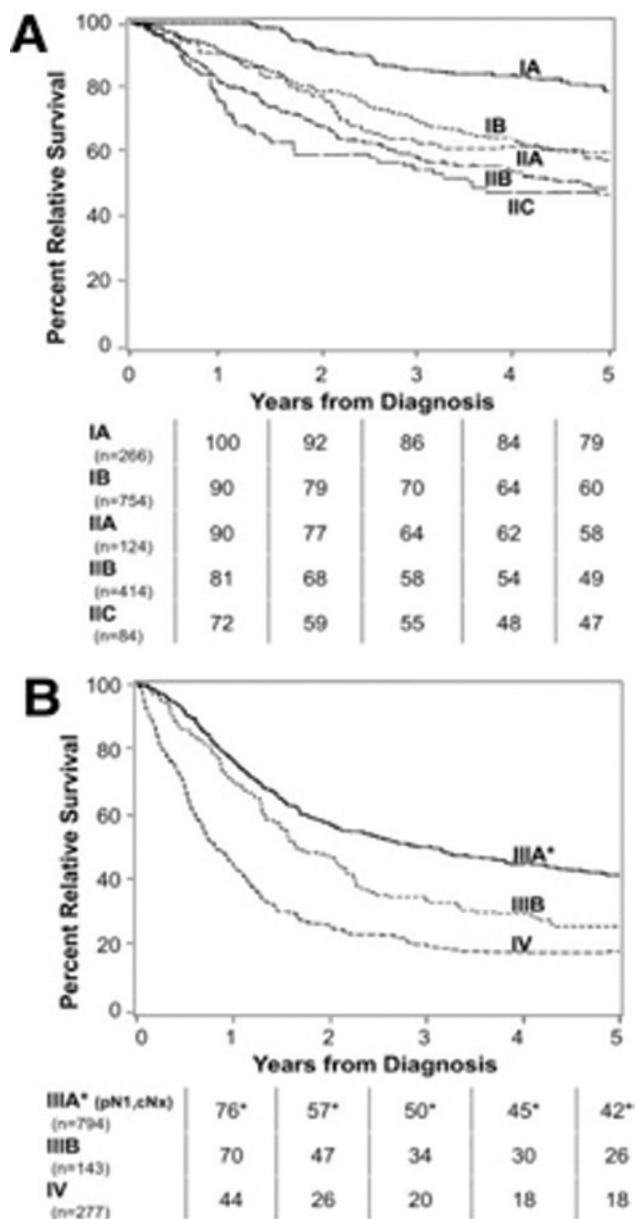 A
Percent Relative Survival
100
80
60
40
20
0
IA
IB
IIA
IIB
IIC
0 1 2 3 4 5
Years from Diagnosis
IA
(n=266) 100 92 86 84 79
IB
(n=754) 90 79 70 64 60
IIA
(n=124) 90 77 64 62 58
IIB
(n=414) 81 68 58 54 49
IIC
(n=84) 72 59 55 48 47
B
Percent Relative Survival
100
80
60
40
20
0
IIIA*
IIIB
IV
0 1 2 3 4 5
Years from Diagnosis
IIIA* (pN1,cNx)
(n=794) 76* 57* 50* 45* 42*
IIIB
(n=143) 70 47 34 30 26
IV
(n=277) 44 26 20 18 18